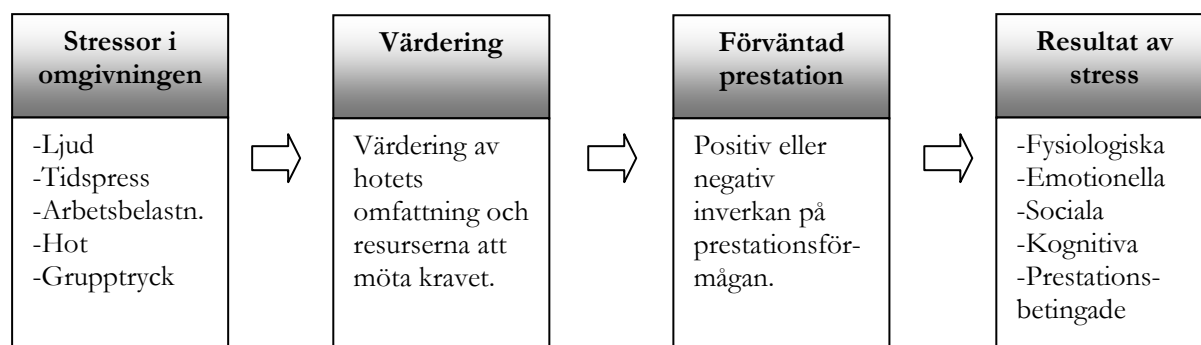 Stressor i
omgivningen
-Ljud
-Tidspress
-Arbetsbelastn.
-Hot
-Grupptryck
Värdering
Värdering av
hotets
omfattning och
resurserna att
möta kravet.
Förväntad
prestation
Positiv eller
negativ
inverkan på
prestationsför-
mågan.
Resultat av
stress
-Fysiologiska
-Emotionella
-Sociala
-Kognitiva
-Prestations-
betingade